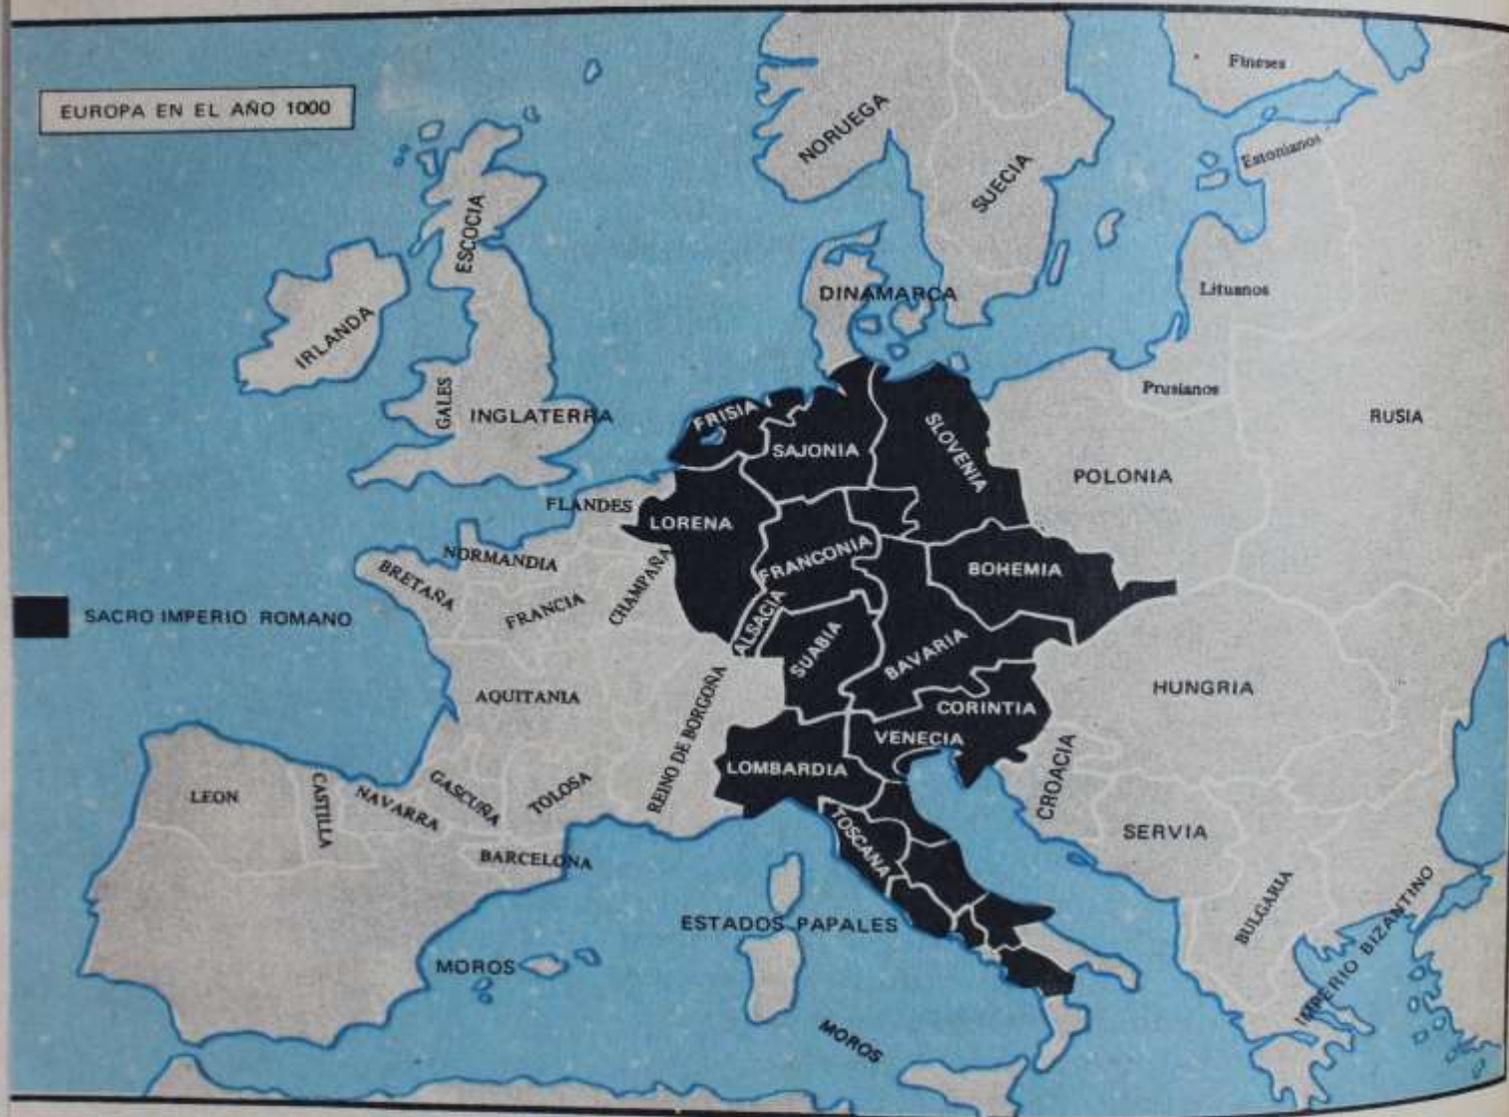 EUROPA EN EL AÑO 1000
Fineses
NORUEGA
SUECIA
Estonianos
ESCOCIA
IRLANDA
DINAMARCA
Lituanos
GALES
INGLATERRA
Prusianos
RUSIA
FRISIA
SAJONIA
SLOVENIA
POLONIA
FLANDES
LORENA
NORMANDIA
BRETAÑA
FRANCIA
CHAMPAÑA
FRANCONIA
BOHEMIA
SACRO IMPERIO ROMANO
ALSACIA
SUABIA
BAVARIA
AQUITANIA
REINO DE BORGOÑA
CORINTIA
HUNGRIA
VENECIA
LOMBARDIA
CROACIA
LEON
CASTILLA
NAVARRA
GASCUÑA
TOLOSA
TOSCANA
SERVIA
BARCELONA
BULGARIA
ESTADOS PAPALES
IMPERIO BIZANTINO
MOROS
MOROS